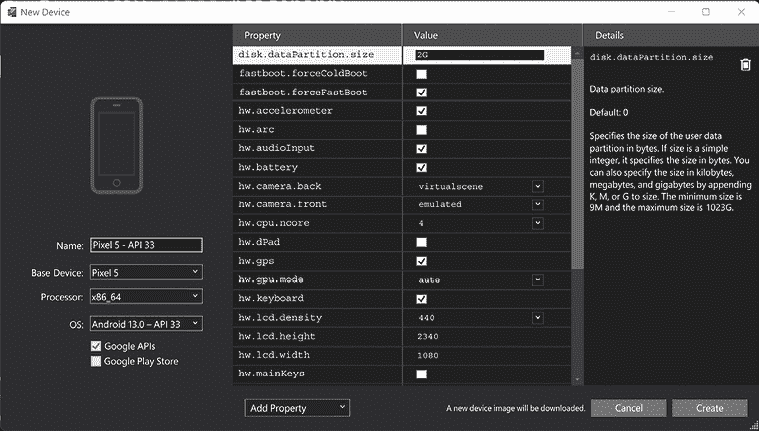 New Device
Property Value Details
disk.dataPartition.size 2G
fastboot.forceColdBoot
fastboot.forceFastBoot
hw.accelerometer
hw.arc
hw.audioInput
hw.battery
hw.camera.back virtualscene
hw.camera.front emulated
hw.cpu.ncore 4
hw.dPad
hw.gps
hw.gpu.mode auto
hw.keyboard
hw.lcd.density 440
hw.lcd.height 2340
hw.lcd.width 1080
hw.mainKeys
Name: Pixel 5 - API 33
Base Device: Pixel 5
Processor: x86_64
OS: Android 13.0 – API 33
Google APIs
Google Play Store
disk.dataPartition.size
Data partition size.
Default: 0
Specifies the size of the user data
partition in bytes. If size is a simple
integer, it specifies the size in bytes. You
can also specify the size in kilobytes,
megabytes, and gigabytes by appending
K, M, or G to size. The minimum size is
9M and the maximum size is 1023G.
Add Property
A new device image will be downloaded.
Cancel
Create